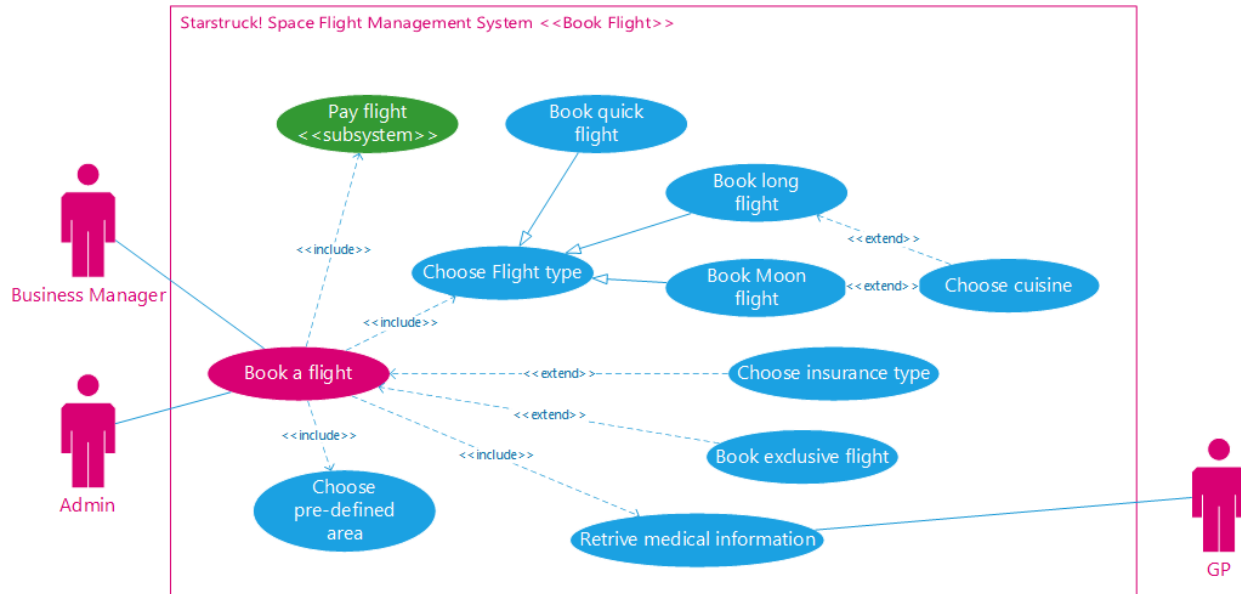 Starstruck! Space Flight Management System <<Book Flight>>
Pay flight
<<subsystem>>
Book quick
flight
Book long
flight
<<extend>>
<<include>>
Choose Flight type
Book Moon
flight
<<extend>>
Choose cuisine
Business Manager
<<include>>
Book a flight
<<extend>>
Choose insurance type
<<extend>>
<<include>>
<<include>>
Book exclusive flight
Admin
Choose
pre-defined
area
Retrive medical information
GP